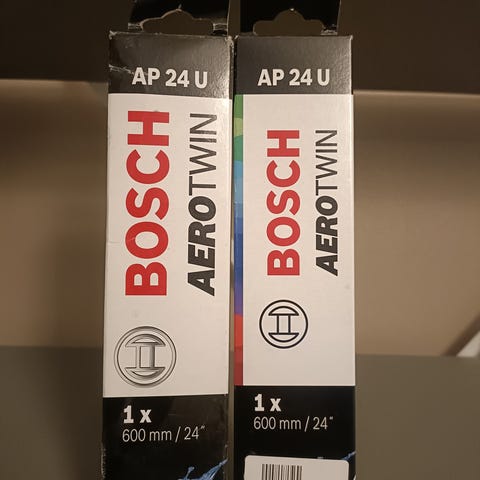 AP 24 U
BOSCH
AEROTWIN
1 x
600 mm / 24"
AP 24 U
BOSCH
AEROTWIN
1 x
600 mm / 24"